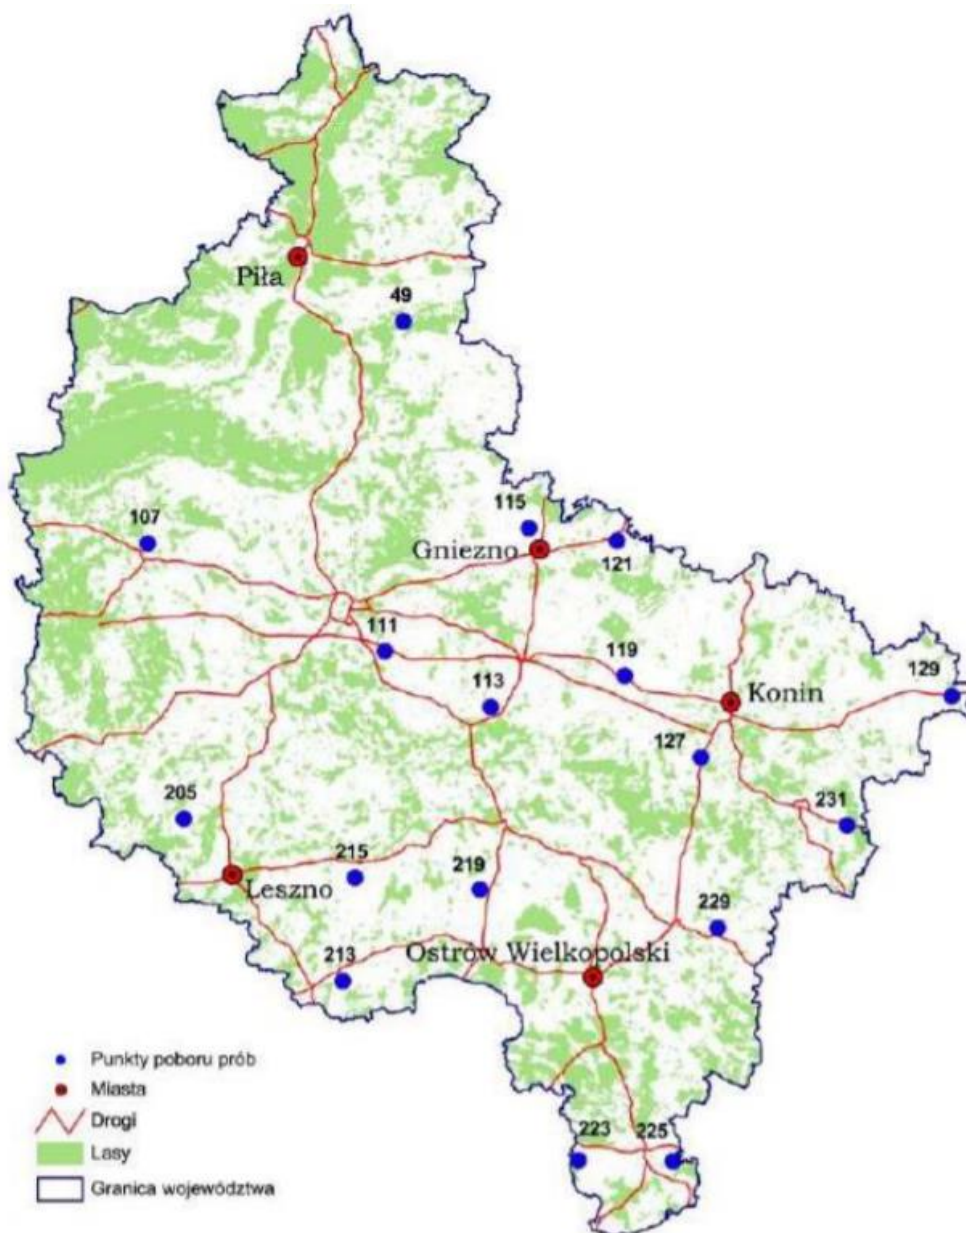 Piła
49
115
107
Gniezno
121
111
119
129
113
Konin
127
205
231
215
219
Leszno
229
213
Ostrów Wielkopolski
Punkty poboru prób
Miasta
Drogi
223
225
Lasy
Granica województwa